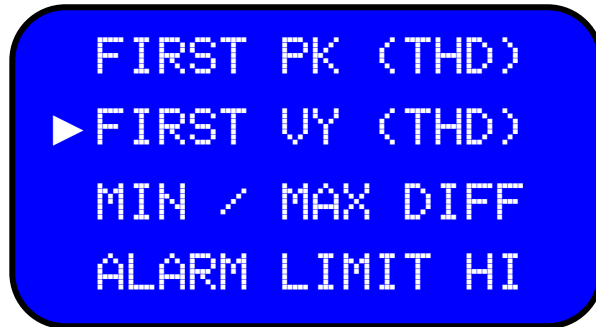 FIRST PK (THD)
►FIRST VY (THD)
MIN / MAX DIFF
ALARM LIMIT HI